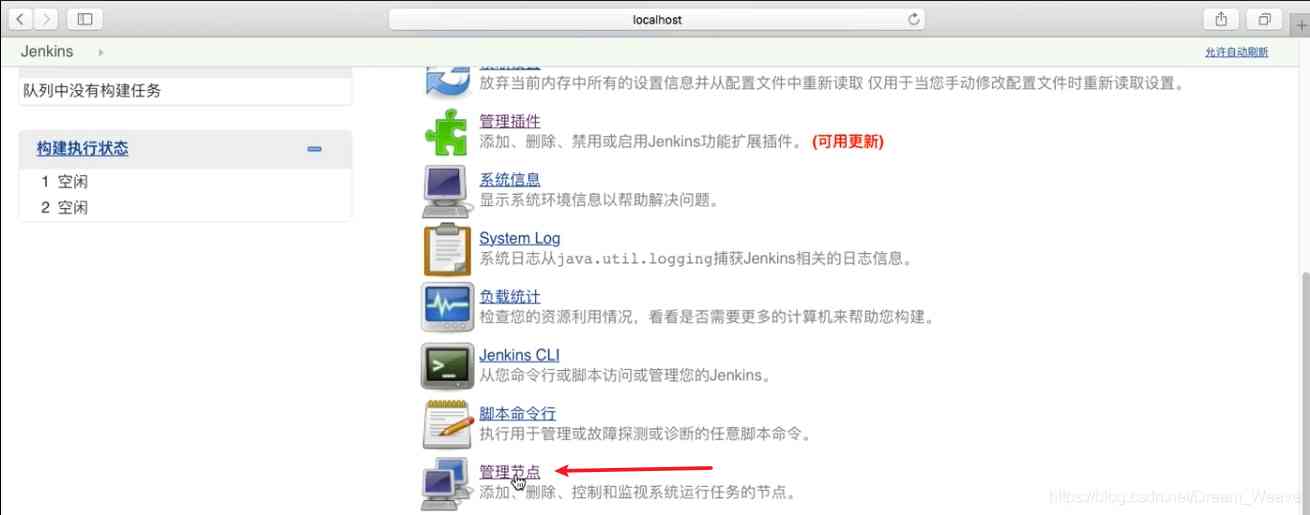 localhost
Jenkins
允许自动刷新
队列中没有构建任务
放弃当前内存中所有的设置信息并从配置文件中重新读取 仅用于当您手动修改配置文件时重新读取设置。
管理插件
添加、删除、禁用或启用Jenkins功能扩展插件。 (可用更新)
构建执行状态
系统信息
1 空闲
显示系统环境信息以帮助解决问题。
2 空闲
System Log
系统日志从java.util.logging捕获Jenkins相关的日志信息。
负载统计
检查您的资源利用情况，看看是否需要更多的计算机来帮助您构建。
Jenkins CLI
从您命令行或脚本访问或管理您的Jenkins。
脚本命令行
执行用于管理或故障探测或诊断的任意脚本命令。
管理节点
添加、删除、控制和监视系统运行任务的节点。
https://blog.csdn.net/Dream_Weave